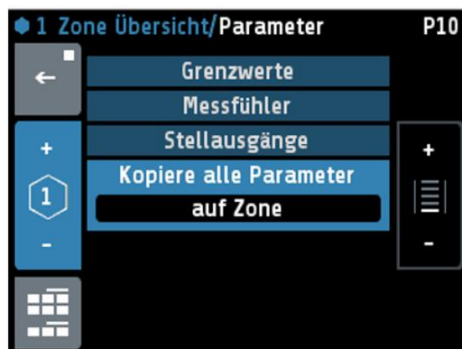 1 Zone Übersicht/Parameter P10
←
Grenzwerte
Messfühler
Stellausgänge
Kopiere alle Parameter
auf Zone
+
1
-
+
-